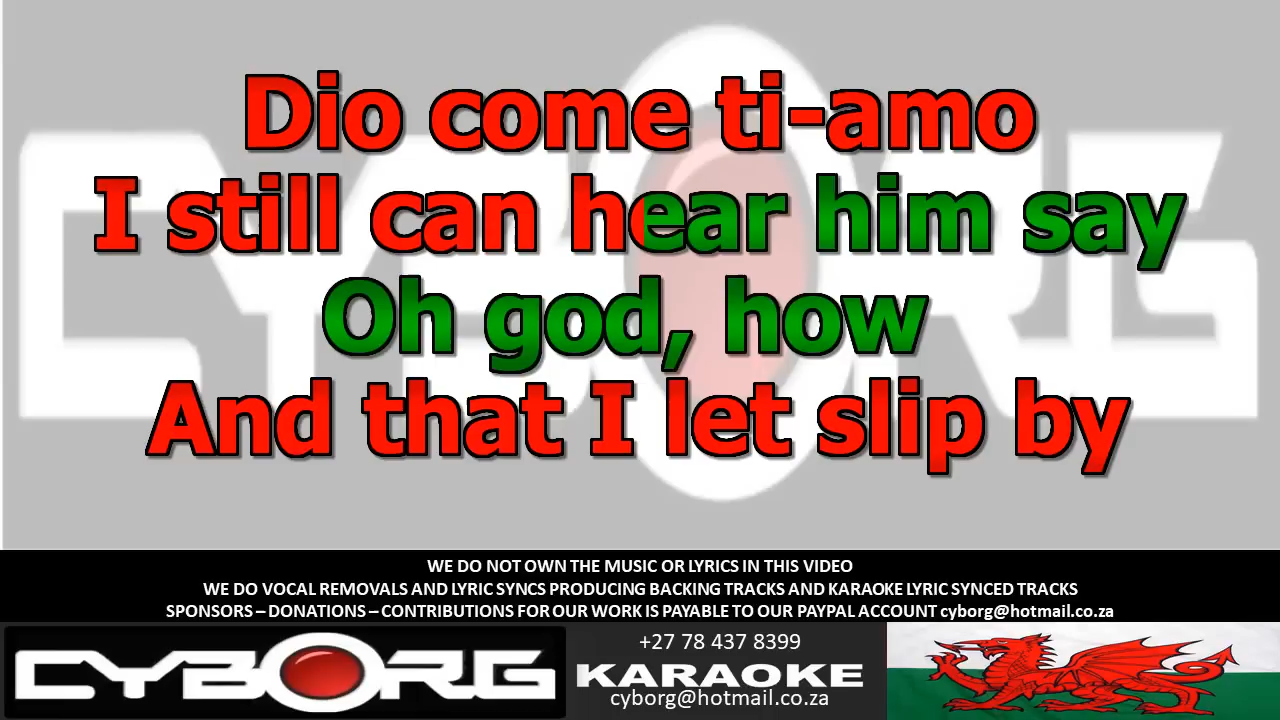 Dio come ti-amo
I still can hear him say
Oh god, how
And that I let slip by
WE DO NOT OWN THE MUSIC OR LYRICS IN THIS VIDEO
WE DO VOCAL REMOVALS AND LYRIC SYNCS PRODUCING BACKING TRACKS AND KARAOKE LYRIC SYNCED TRACKS
SPONSORS – DONATIONS – CONTRIBUTIONS FOR OUR WORK IS PAYABLE TO OUR PAYPAL ACCOUNT cyborg@hotmail.co.za
CYBORG
+27 78 437 8399
KARAOKE
cyborg@hotmail.co.za